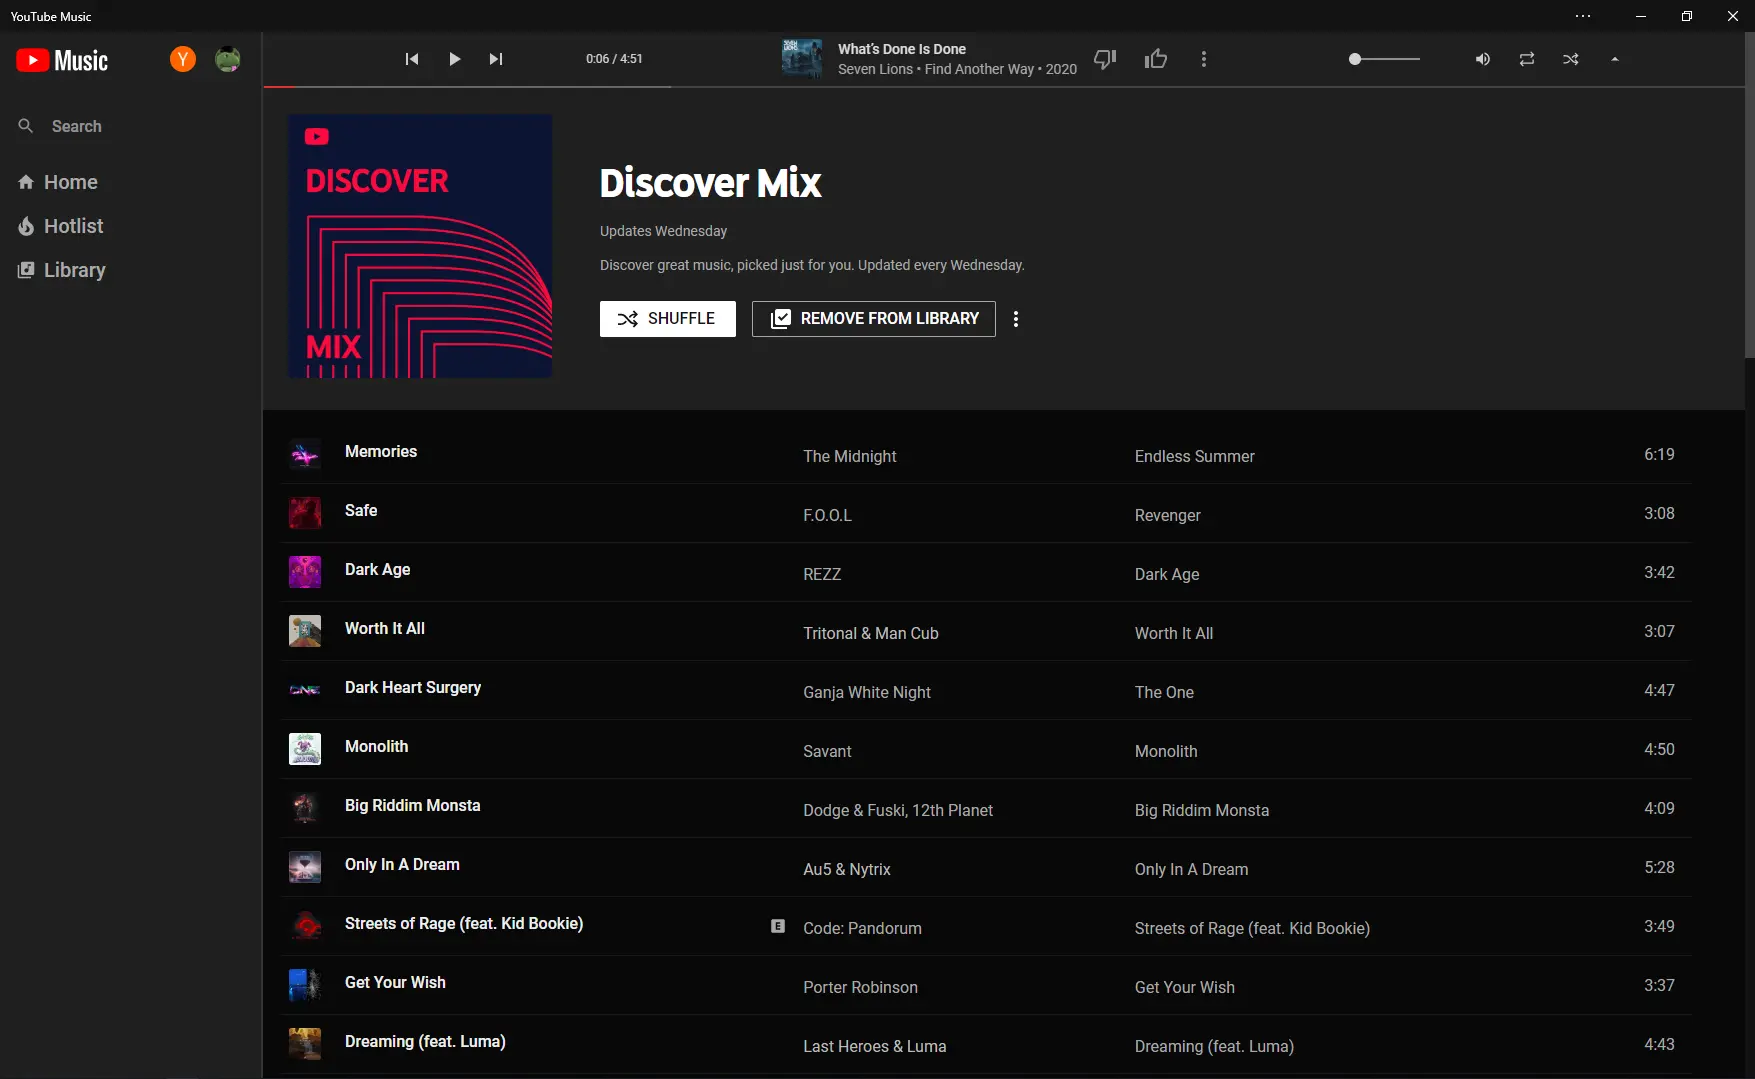 YouTube Music
Music
Y
0:06 / 4:51
What's Done Is Done
Seven Lions • Find Another Way • 2020
Search
Home
Hotlist
Library
DISCOVER
MIX
Discover Mix
Updates Wednesday
Discover great music, picked just for you. Updated every Wednesday.
SHUFFLE
REMOVE FROM LIBRARY
Memories The Midnight Endless Summer 6:19
Safe F.O.O.L Revenger 3:08
Dark Age REZZ Dark Age 3:42
Worth It All Tritonal & Man Cub Worth It All 3:07
Dark Heart Surgery Ganja White Night The One 4:47
Monolith Savant Monolith 4:50
Big Riddim Monsta Dodge & Fuski, 12th Planet Big Riddim Monsta 4:09
Only In A Dream Au5 & Nytrix Only In A Dream 5:28
Streets of Rage (feat. Kid Bookie) E Code: Pandorum Streets of Rage (feat. Kid Bookie) 3:49
Get Your Wish Porter Robinson Get Your Wish 3:37
Dreaming (feat. Luma) Last Heroes & Luma Dreaming (feat. Luma) 4:43